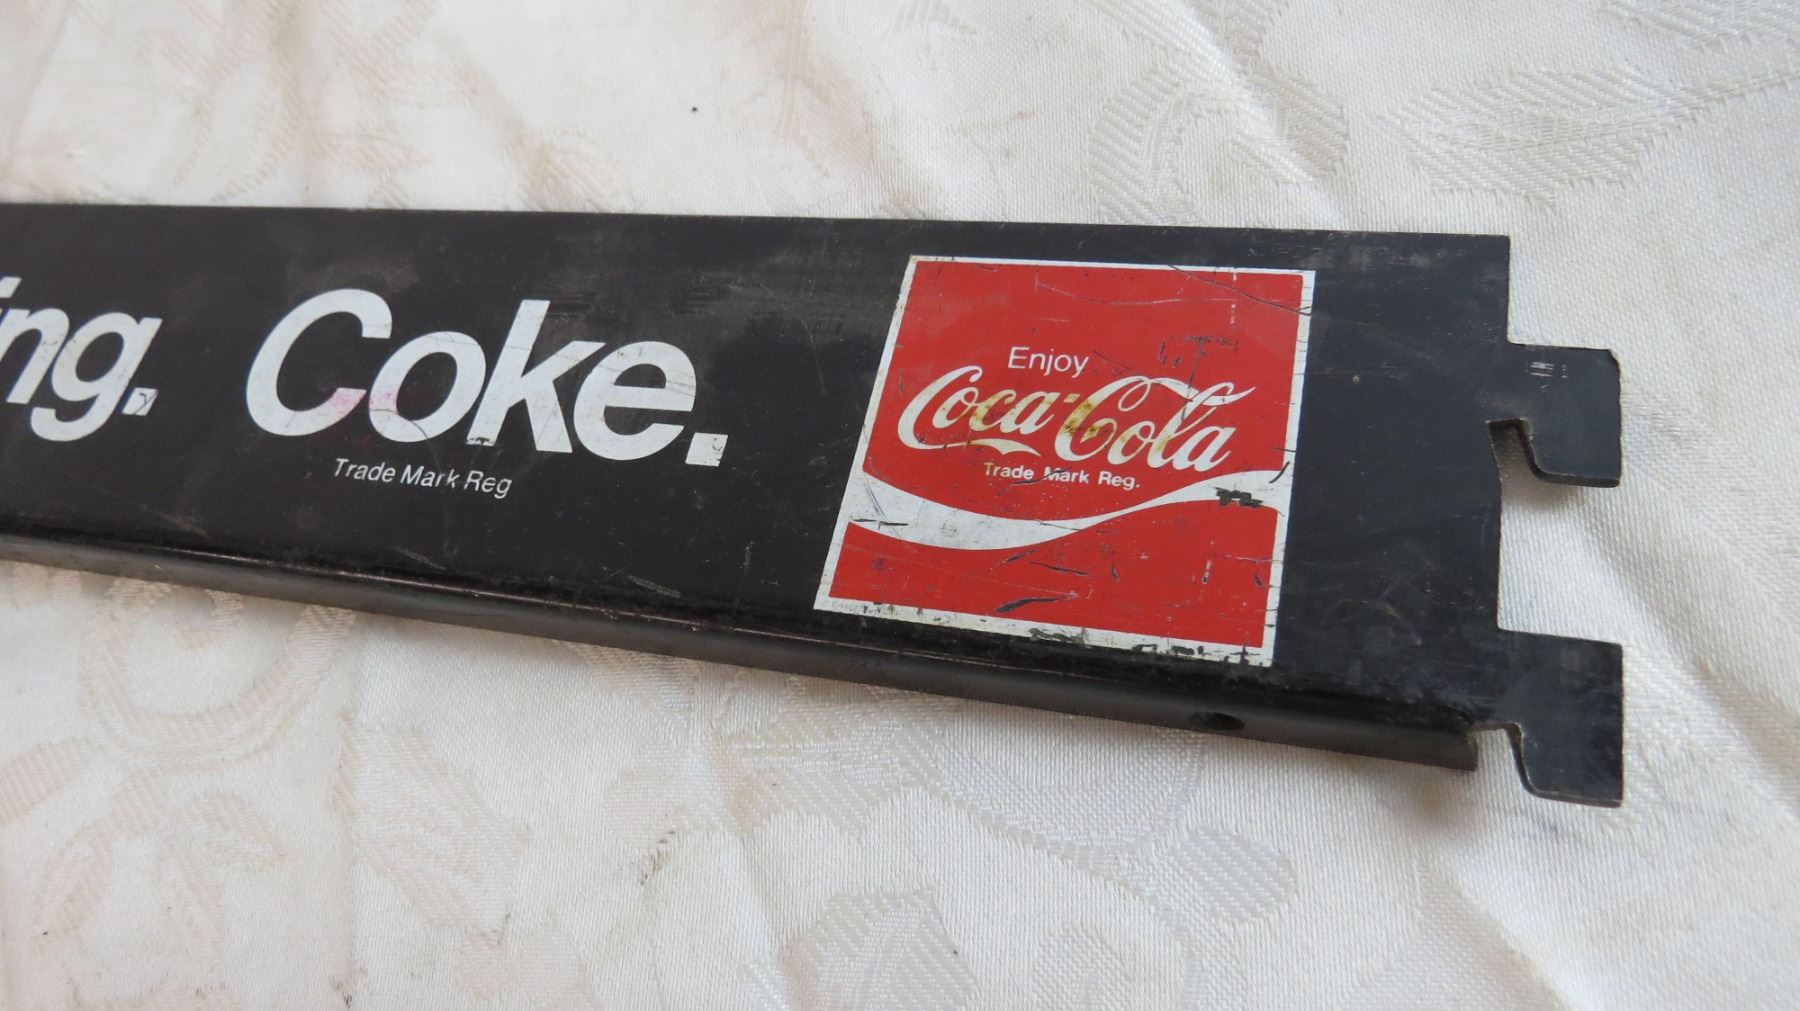 ing. Coke.
Trade Mark Reg
Enjoy
Coca-Cola
Trade Mark Reg.